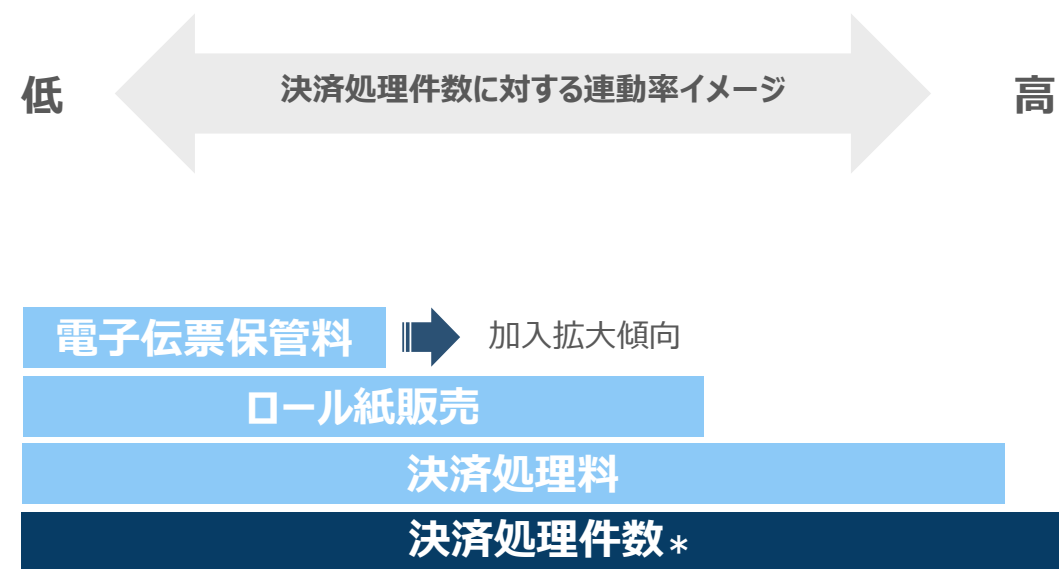 低
決済処理件数に対する連動率イメージ
高
電子伝票保管料
加入拡大傾向
ロール紙販売
決済処理料
決済処理件数*